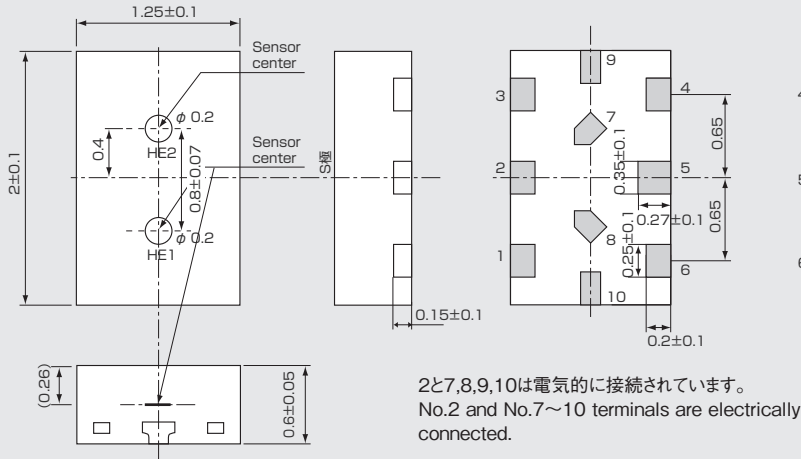 1.25±0.1
Sensor
center
φ 0.2
HE2
0.4
0.8±0.07
2±0.1
Sensor
center
φ 0.2
HE1
S極
0.15±0.1
9
3
4
7
0.65
0.35±0.1
2
5
0.27±0.1
0.65
8
0.25±0.1
1
6
10
0.2±0.1
4
5
6
(0.26)
0.6±0.05
2と7,8,9,10は電気的に接続されています。
No.2 and No.7～10 terminals are electrically
connected.